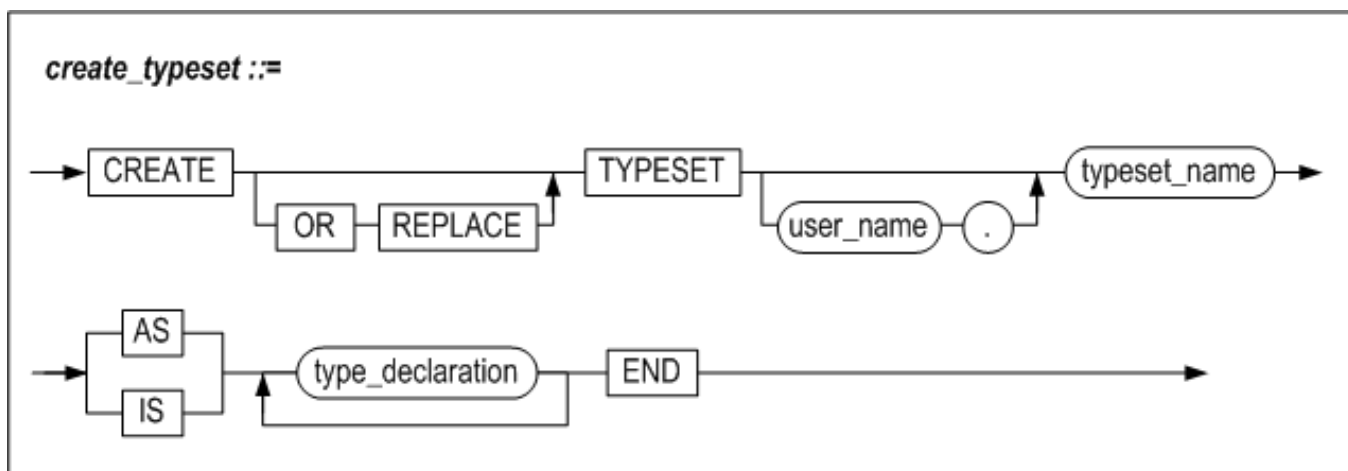 create_typeset ::=
CREATE TYPESET typeset_name
OR REPLACE user_name .
AS
type_declaration END
IS